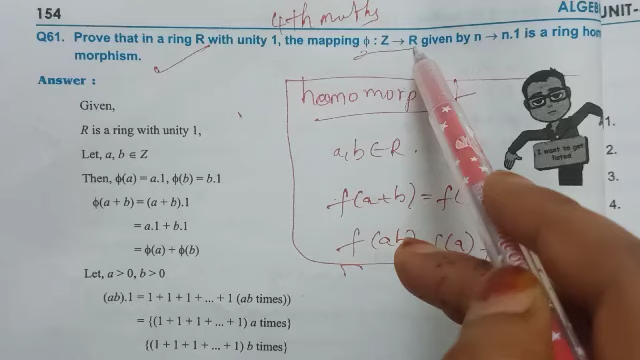 154
ALGEB
UNIT-
4th maths
Q61. Prove that in a ring R with unity 1, the mapping ϕ : Z → R given by n → n.1 is a ring hom
morphism.
Answer :
Given,
R is a ring with unity 1,
Let, a, b ∈ Z
Then, ϕ(a) = a.1, ϕ(b) = b.1
ϕ(a + b) = (a + b).1
= a.1 + b.1
= ϕ(a) + ϕ(b)
Let, a > 0, b > 0
(ab).1 = 1 + 1 + 1 + ... + 1 (ab times))
= {(1 + 1 + 1 + ... + 1) a times}
{(1 + 1 + 1 + ... + 1) b times}
a, b ∈ R.
f(a+b) = f(
f(ab) f(a)
I want to get
listed
1.
2.
3.
4.